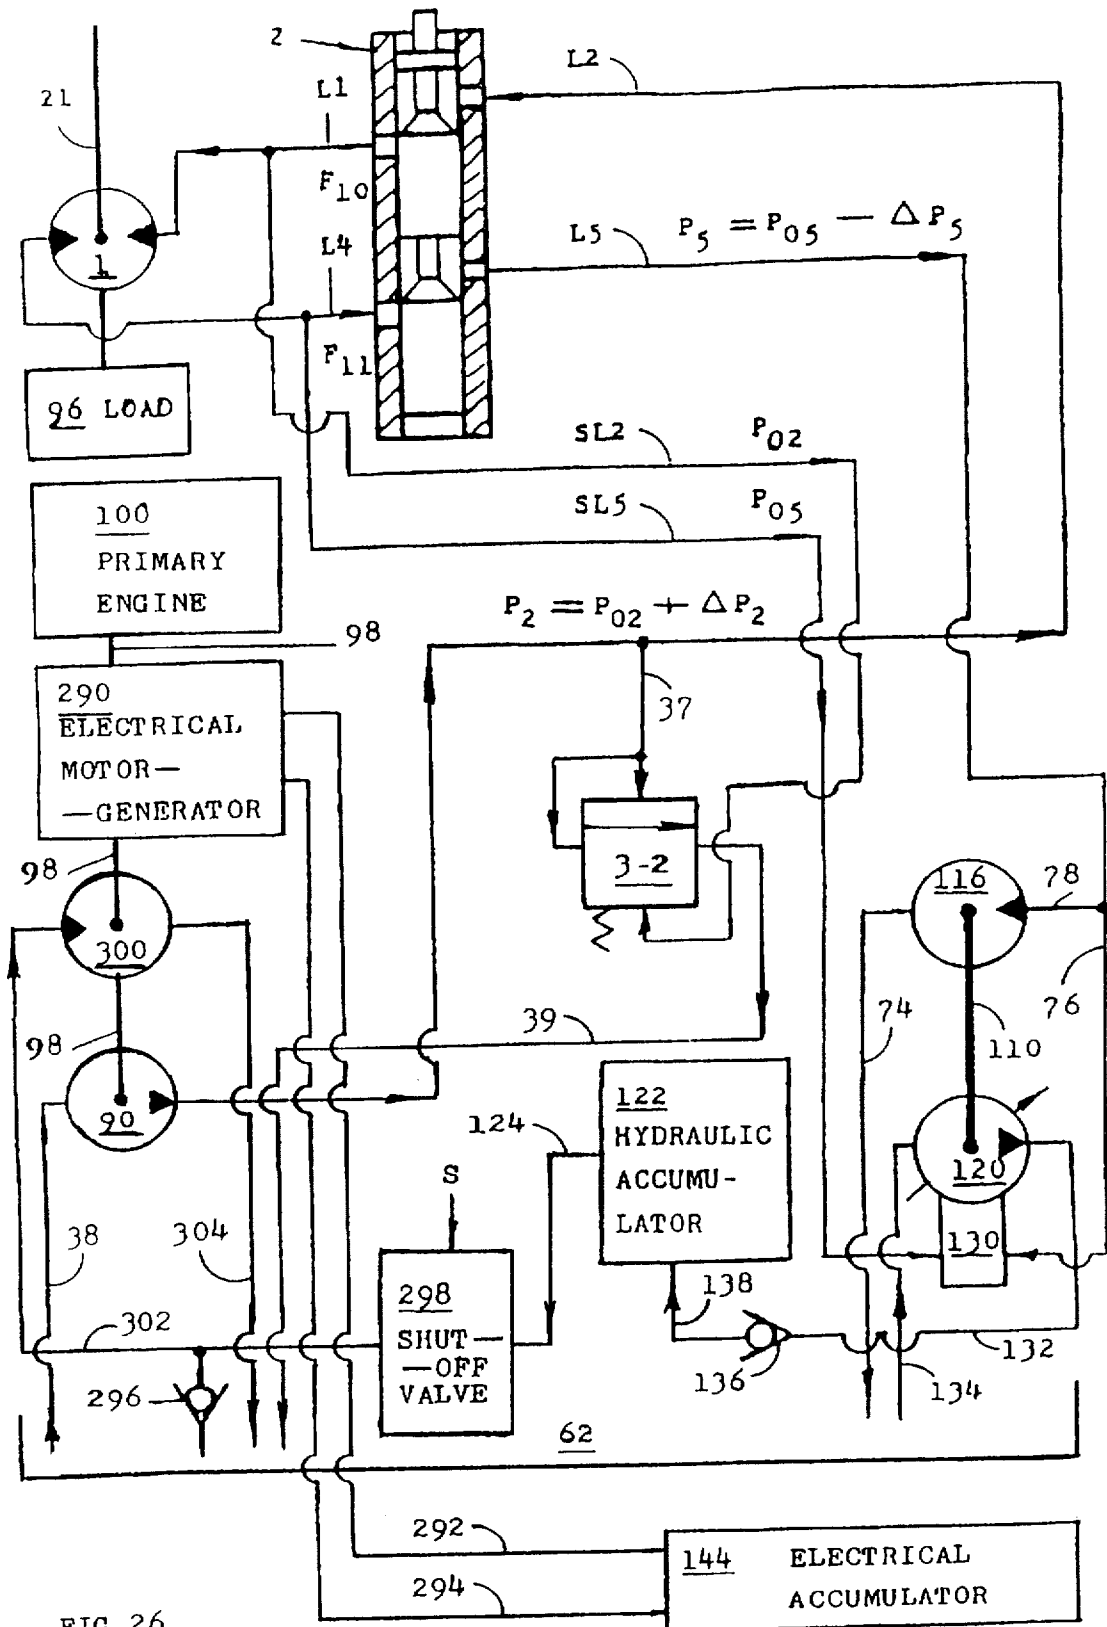 2
L2
21
L1
F10
L5
P5 = P05 — ΔP5
1
L4
F11
96 LOAD
SL2
P02
SL5
P05
100
PRIMARY
ENGINE
P2 = P02 + ΔP2
98
290
ELECTRICAL
MOTOR—
—GENERATOR
37
3-2
98
116
78
300
39
74
76
98
110
90
124
122
HYDRAULIC
ACCUMU-
LATOR
120
S
38
304
130
298
SHUT—
—OFF
VALVE
138
302
136
132
134
296
62
292
144 ELECTRICAL
ACCUMULATOR
294
FIG.26